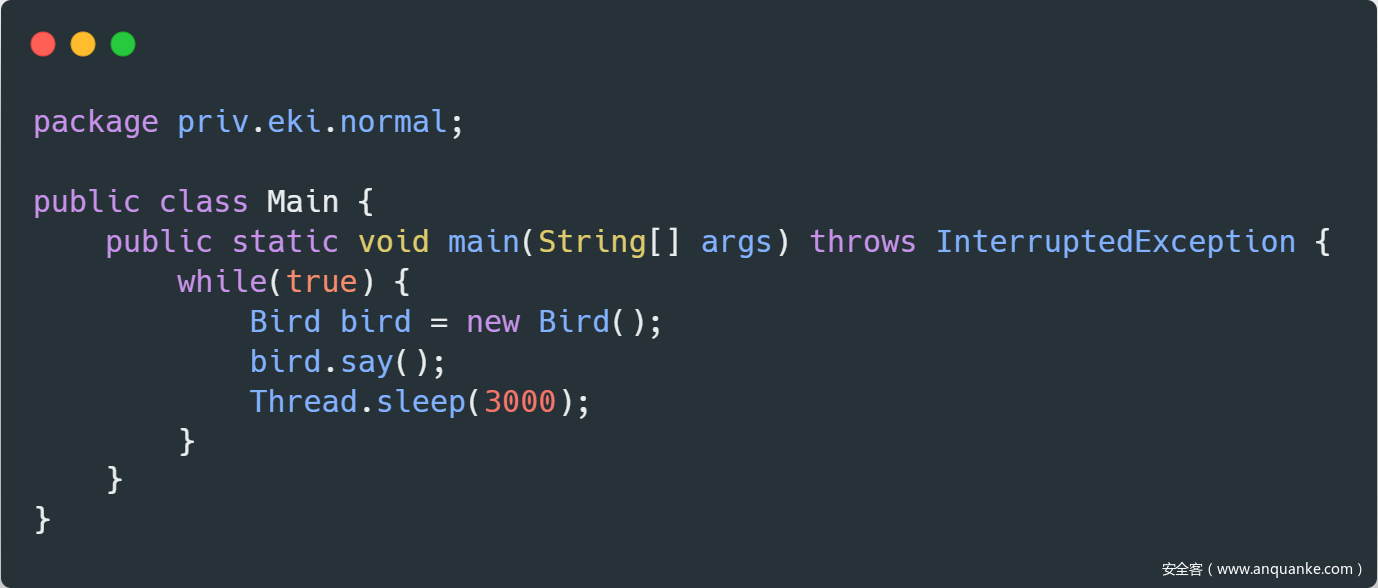 package priv.eki.normal;
public class Main {
    public static void main(String[] args) throws InterruptedException {
        while(true) {
            Bird bird = new Bird();
            bird.say();
            Thread.sleep(3000);
        }
    }
}
安全客（www.anquanke.com）